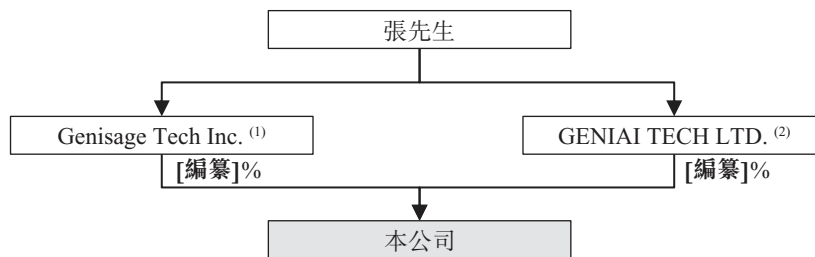 張先生
Genisage Tech Inc. (1)
GENIAI TECH LTD. (2)
[編纂]%
[編纂]%
本公司